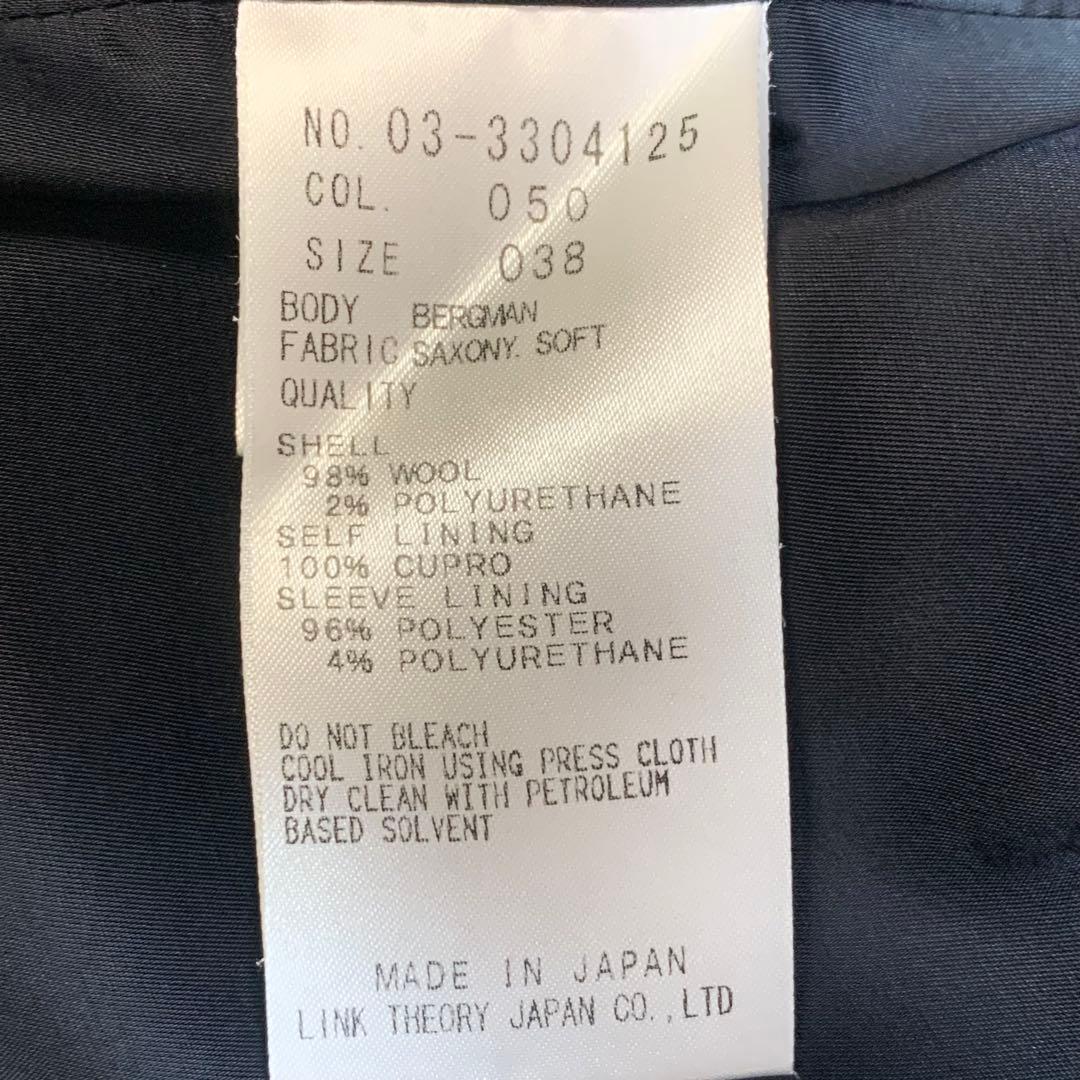 NO. 03-3304125
COL. 050
SIZE 038
BODY BERGMAN
FABRIC SAXONY. SOFT
QUALITY
SHELL
98% WOOL
2% POLYURETHANE
SELF LINING
100% CUPRO
SLEEVE LINING
96% POLYESTER
4% POLYURETHANE
DO NOT BLEACH
COOL IRON USING PRESS CLOTH
DRY CLEAN WITH PETROLEUM
BASED SOLVENT
MADE IN JAPAN
LINK THEORY JAPAN CO., LTD